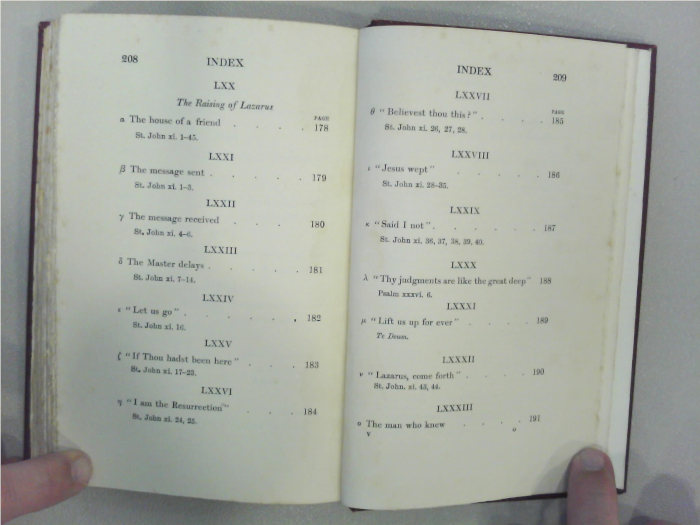 208 INDEX
LXX
The Raising of Lazarus
PAGE
α The house of a friend . . . . 178
St. John xi. 1-45.
LXXI
β The message sent . . . . 179
St. John xi. 1-3.
LXXII
γ The message received . . . 180
St. John xi. 4-6.
LXXIII
δ The Master delays . . . . 181
St. John xi. 7-14.
LXXIV
ε "Let us go" . . . . . 182
St. John xi. 16.
LXXV
ζ "If Thou hadst been here" . . . 183
St. John xi. 17-23.
LXXVI
η "I am the Resurrection" . . . 184
St. John xi. 24, 25.
INDEX 209
LXXVII
PAGE
θ "Believest thou this?" . . . . 185
St. John xi. 26, 27, 28.
LXXVIII
ι "Jesus wept" . . . . . 186
St. John xi. 28-35.
LXXIX
κ "Said I not" . . . . . . 187
St. John xi. 36, 37, 38, 39, 40.
LXXX
λ "Thy judgments are like the great deep" 188
Psalm xxxvi. 6.
LXXXI
μ "Lift us up for ever" . . . . 189
Te Deum.
LXXXII
ν "Lazarus, come forth" . . . . 190
St. John. xi. 43, 44.
LXXXIII
ο The man who knew . . . . 191
V o